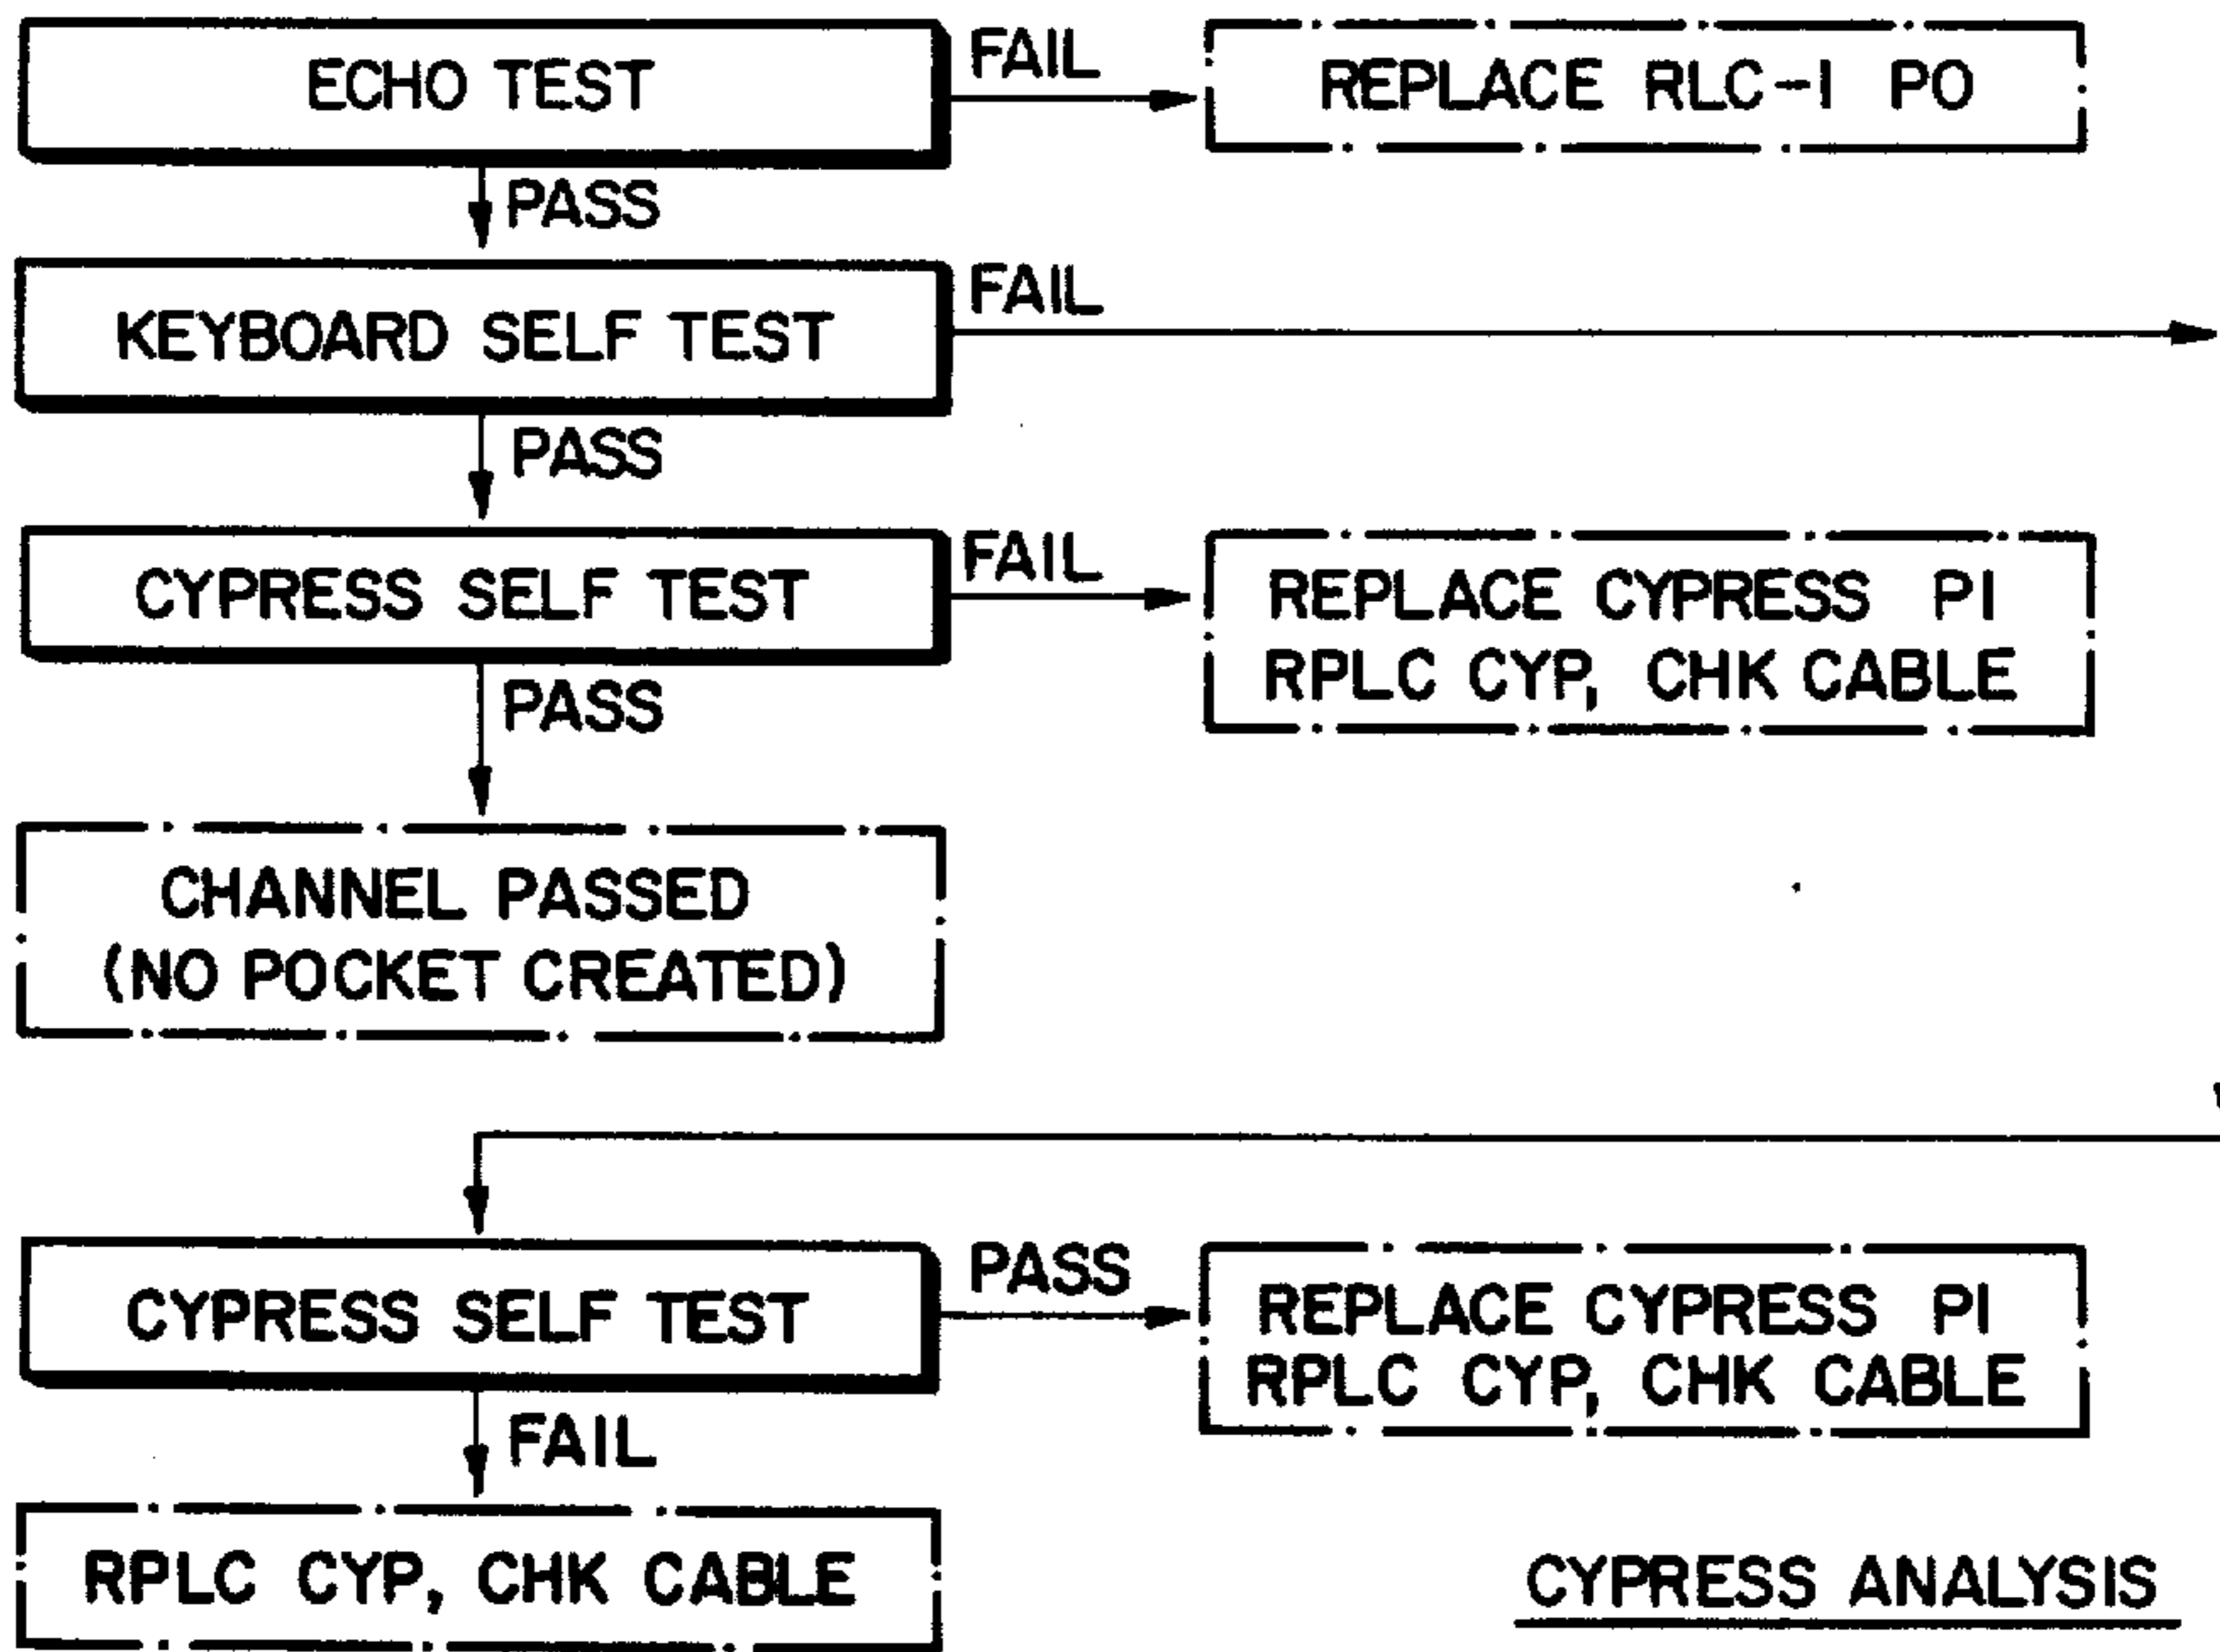 ECHO TEST
FAIL
REPLACE RLC-1 PO
PASS
KEYBOARD SELF TEST
FAIL
PASS
CYPRESS SELF TEST
FAIL
REPLACE CYPRESS PI
RPLC CYP, CHK CABLE
PASS
CHANNEL PASSED
(NO POCKET CREATED)
CYPRESS SELF TEST
PASS
REPLACE CYPRESS PI
RPLC CYP, CHK CABLE
FAIL
RPLC CYP, CHK CABLE
CYPRESS ANALYSIS